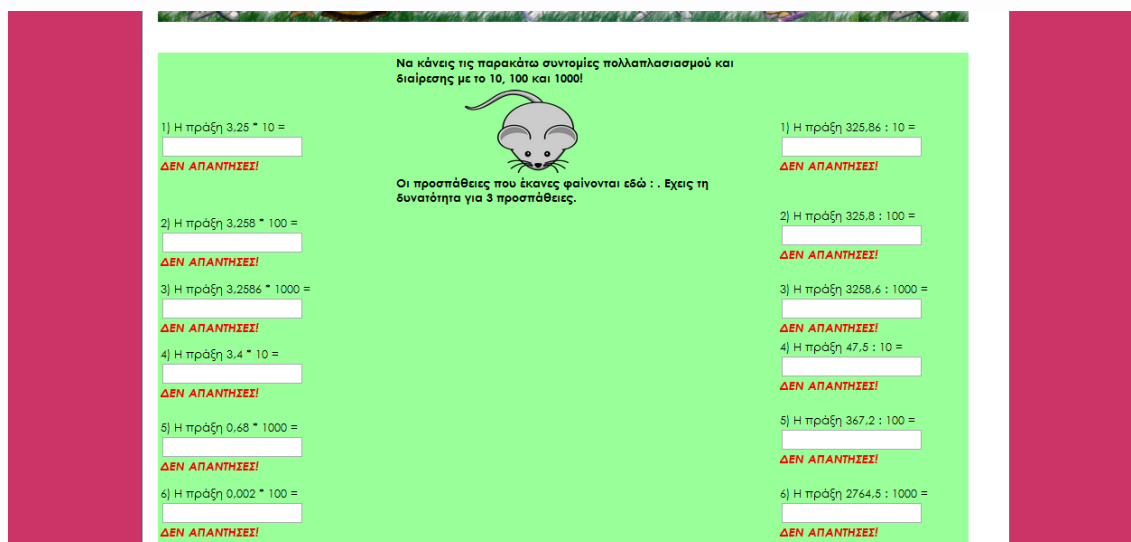 Να κάνεις τις παρακάτω συντομίες πολλαπλασιασμού και
διαίρεσης με το 10, 100 και 1000!
1) Η πράξη 3,25 * 10 =
ΔΕΝ ΑΠΑΝΤΗΣΕΣ!
1) Η πράξη 325,86 : 10 =
ΔΕΝ ΑΠΑΝΤΗΣΕΣ!
Οι προσπάθειες που έκανες φαίνονται εδώ : . Εχεις τη
δυνατότητα για 3 προσπάθειες.
2) Η πράξη 3,258 * 100 =
ΔΕΝ ΑΠΑΝΤΗΣΕΣ!
2) Η πράξη 325,8 : 100 =
ΔΕΝ ΑΠΑΝΤΗΣΕΣ!
3) Η πράξη 3,2586 * 1000 =
ΔΕΝ ΑΠΑΝΤΗΣΕΣ!
3) Η πράξη 3258,6 : 1000 =
ΔΕΝ ΑΠΑΝΤΗΣΕΣ!
4) Η πράξη 3,4 * 10 =
ΔΕΝ ΑΠΑΝΤΗΣΕΣ!
4) Η πράξη 47,5 : 10 =
ΔΕΝ ΑΠΑΝΤΗΣΕΣ!
5) Η πράξη 0,68 * 1000 =
ΔΕΝ ΑΠΑΝΤΗΣΕΣ!
5) Η πράξη 367,2 : 100 =
ΔΕΝ ΑΠΑΝΤΗΣΕΣ!
6) Η πράξη 0,002 * 100 =
ΔΕΝ ΑΠΑΝΤΗΣΕΣ!
6) Η πράξη 2764,5 : 1000 =
ΔΕΝ ΑΠΑΝΤΗΣΕΣ!